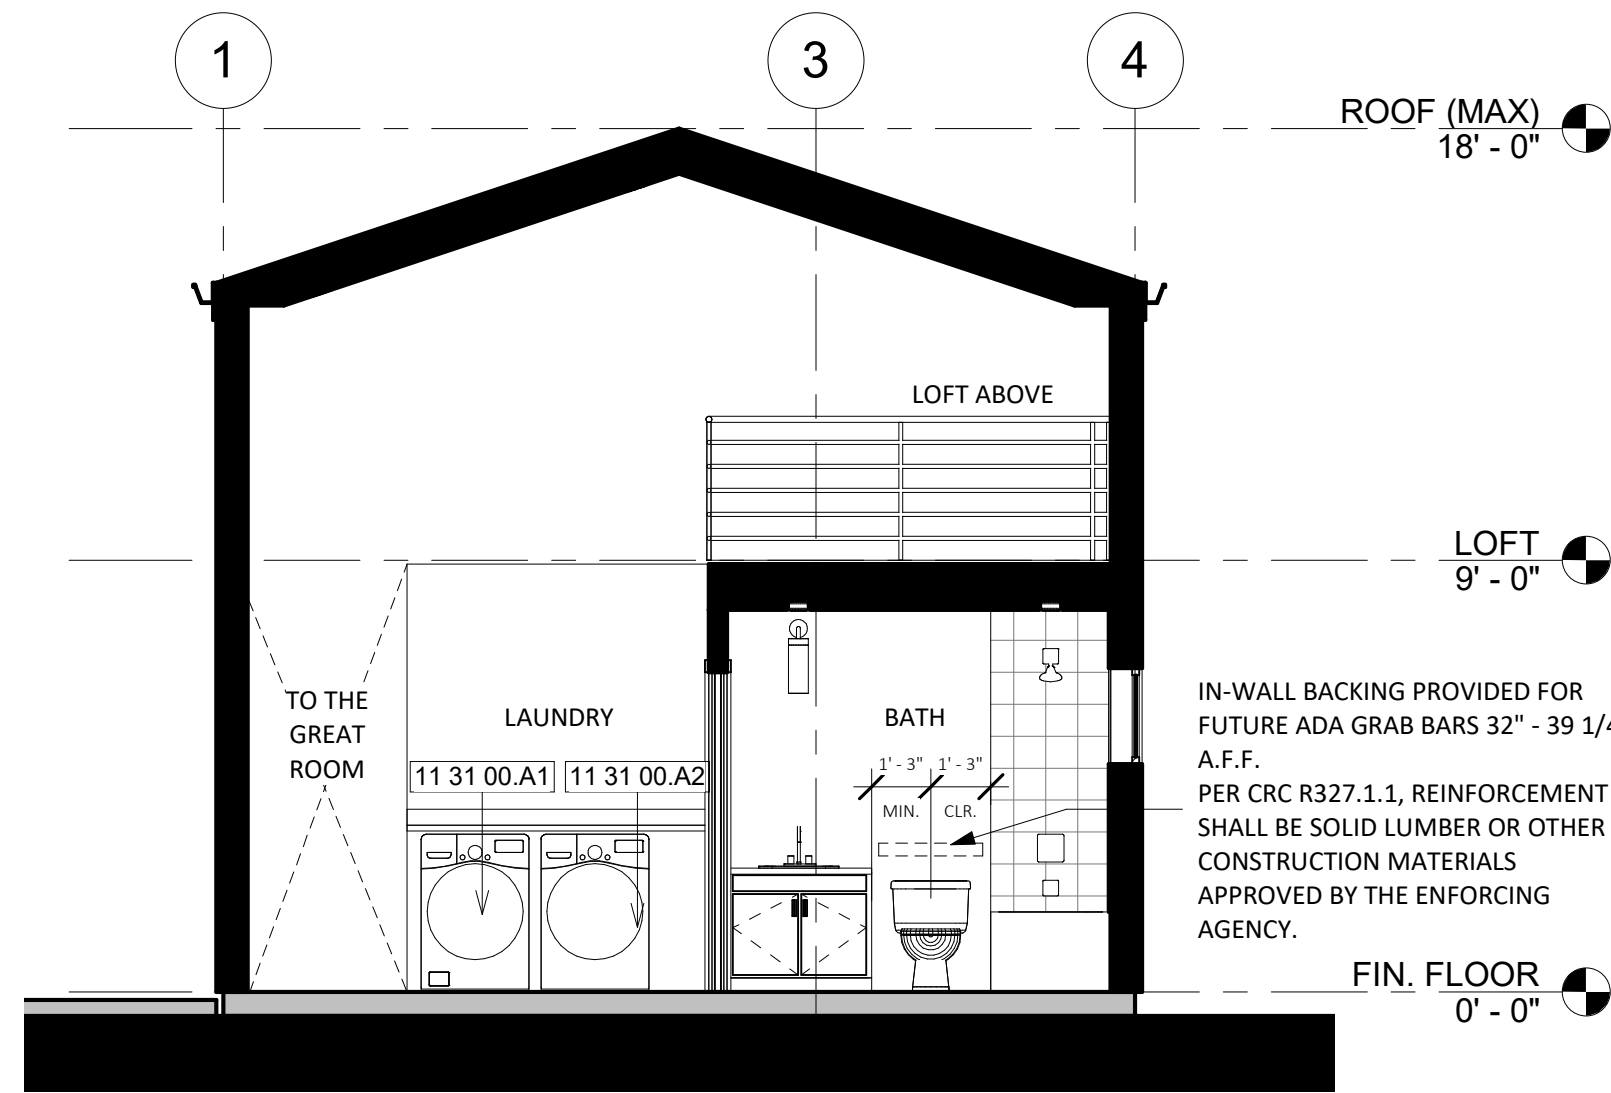 1
3
4
ROOF (MAX)
18' - 0"
LOFT ABOVE
LOFT
9' - 0"
TO THE
GREAT
ROOM
LAUNDRY
BATH
11 31 00.A1
11 31 00.A2
1' - 3"
1' - 3"
MIN.
CLR.
IN-WALL BACKING PROVIDED FOR
FUTURE ADA GRAB BARS 32" - 39 1/4
A.F.F.
PER CRC R327.1.1, REINFORCEMENT
SHALL BE SOLID LUMBER OR OTHER
CONSTRUCTION MATERIALS
APPROVED BY THE ENFORCING
AGENCY.
FIN. FLOOR
0' - 0"